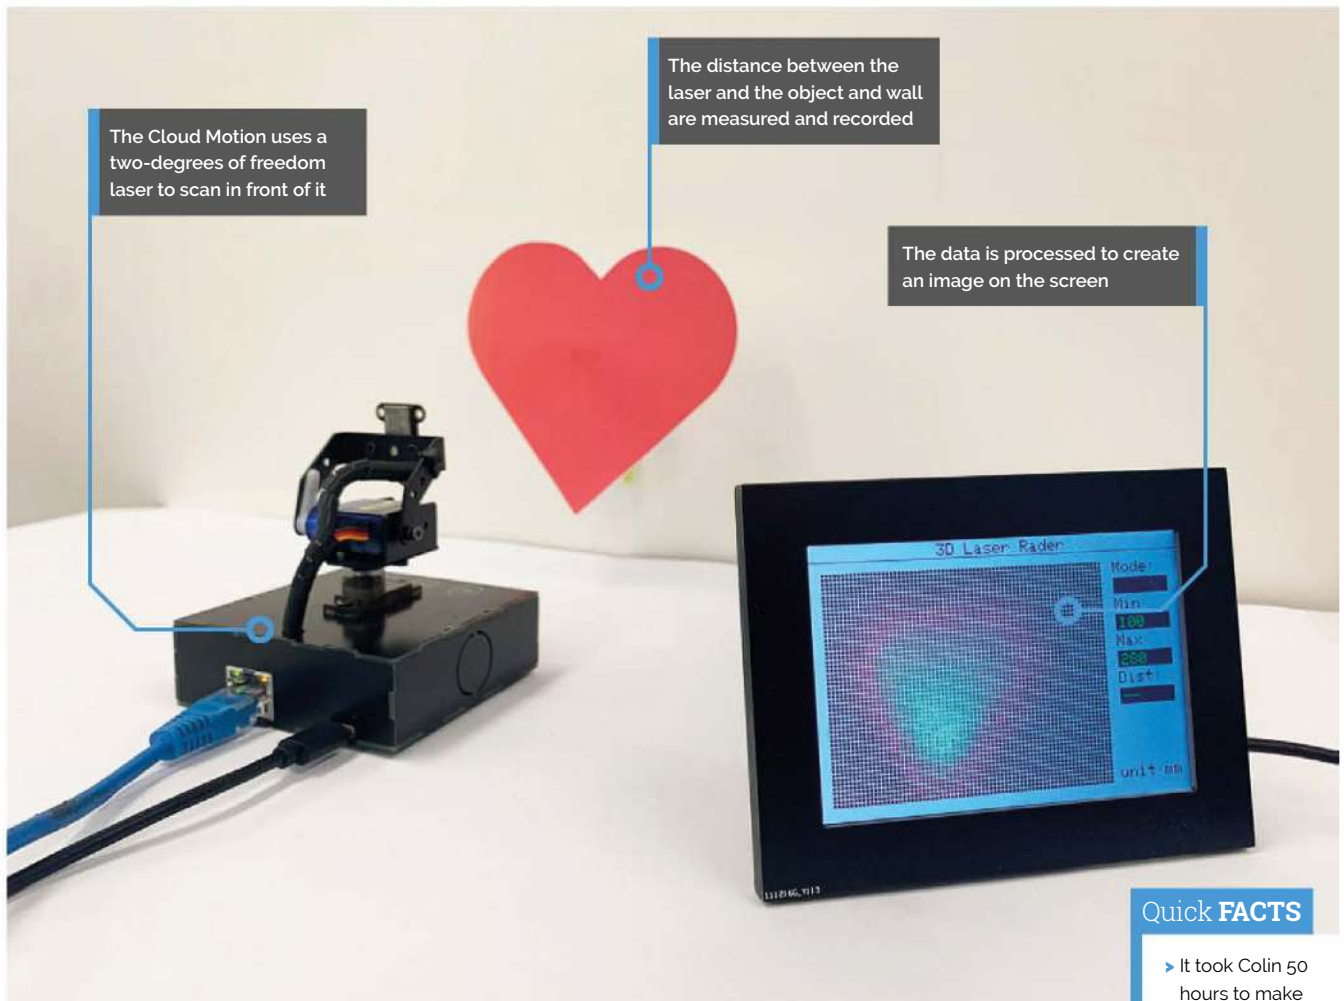 The Cloud Motion uses a
two-degrees of freedom
laser to scan in front of it
The distance between the
laser and the object and wall
are measured and recorded
The data is processed to create
an image on the screen
3D Laser Rader
Mode:
Min:
100
Max:
280
Dist:
unit:mm
Quick FACTS
> It took Colin 50
hours to make